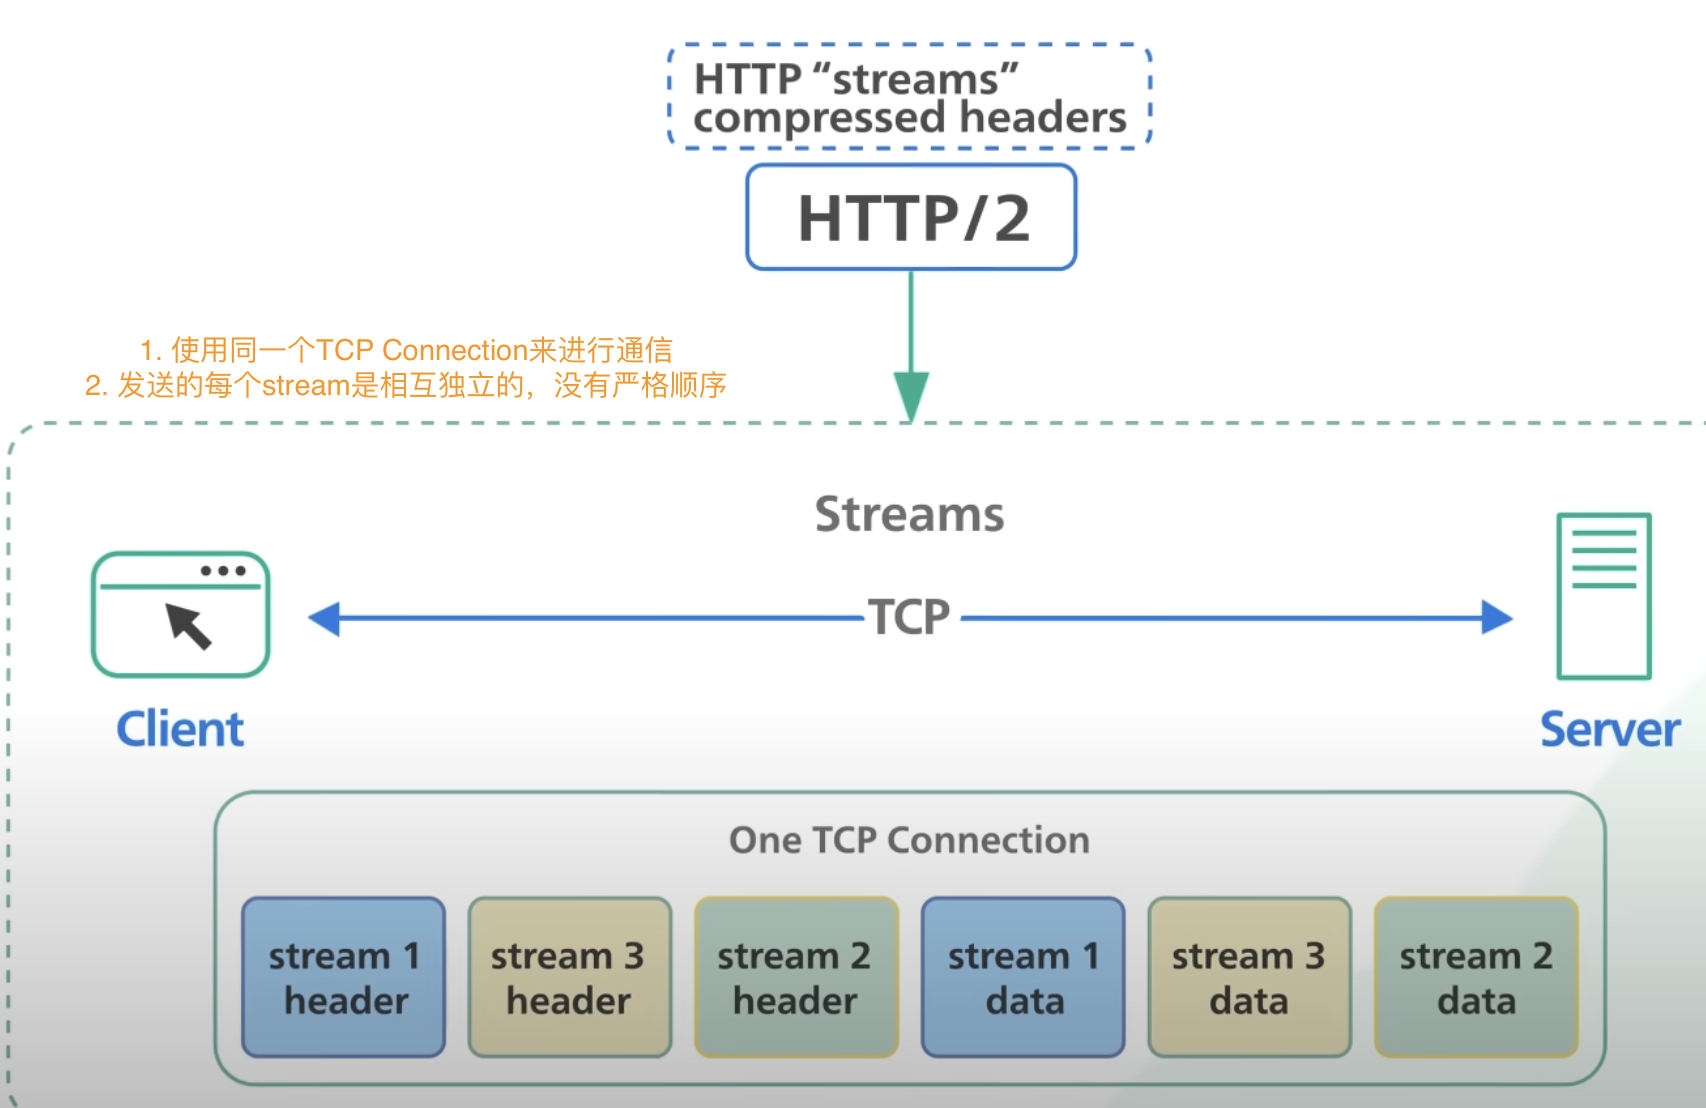 HTTP “streams”
compressed headers
HTTP/2
1. 使用同一个TCP Connection来进行通信
2. 发送的每个stream是相互独立的，没有严格顺序
Streams
TCP
Client
Server
One TCP Connection
stream 1
header
stream 3
header
stream 2
header
stream 1
data
stream 3
data
stream 2
data